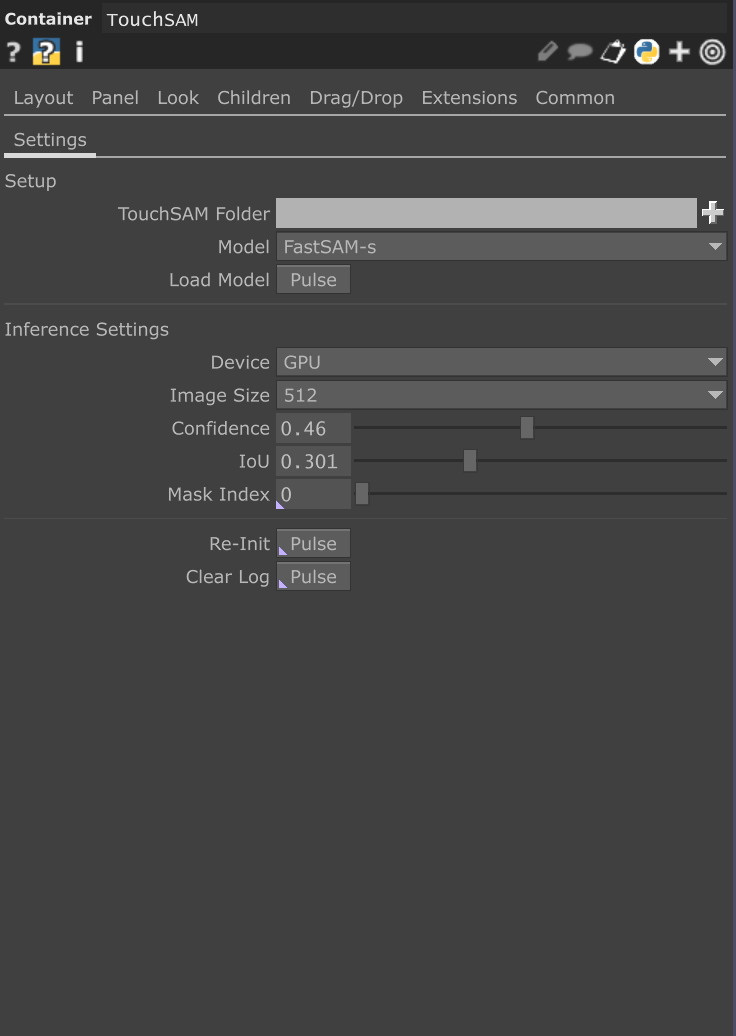 Container TouchSAM
? ? i
Layout Panel Look Children Drag/Drop Extensions Common
Settings
Setup
TouchSAM Folder
Model FastSAM-s
Load Model Pulse
Inference Settings
Device GPU
Image Size 512
Confidence 0.46
IoU 0.301
Mask Index 0
Re-Init Pulse
Clear Log Pulse